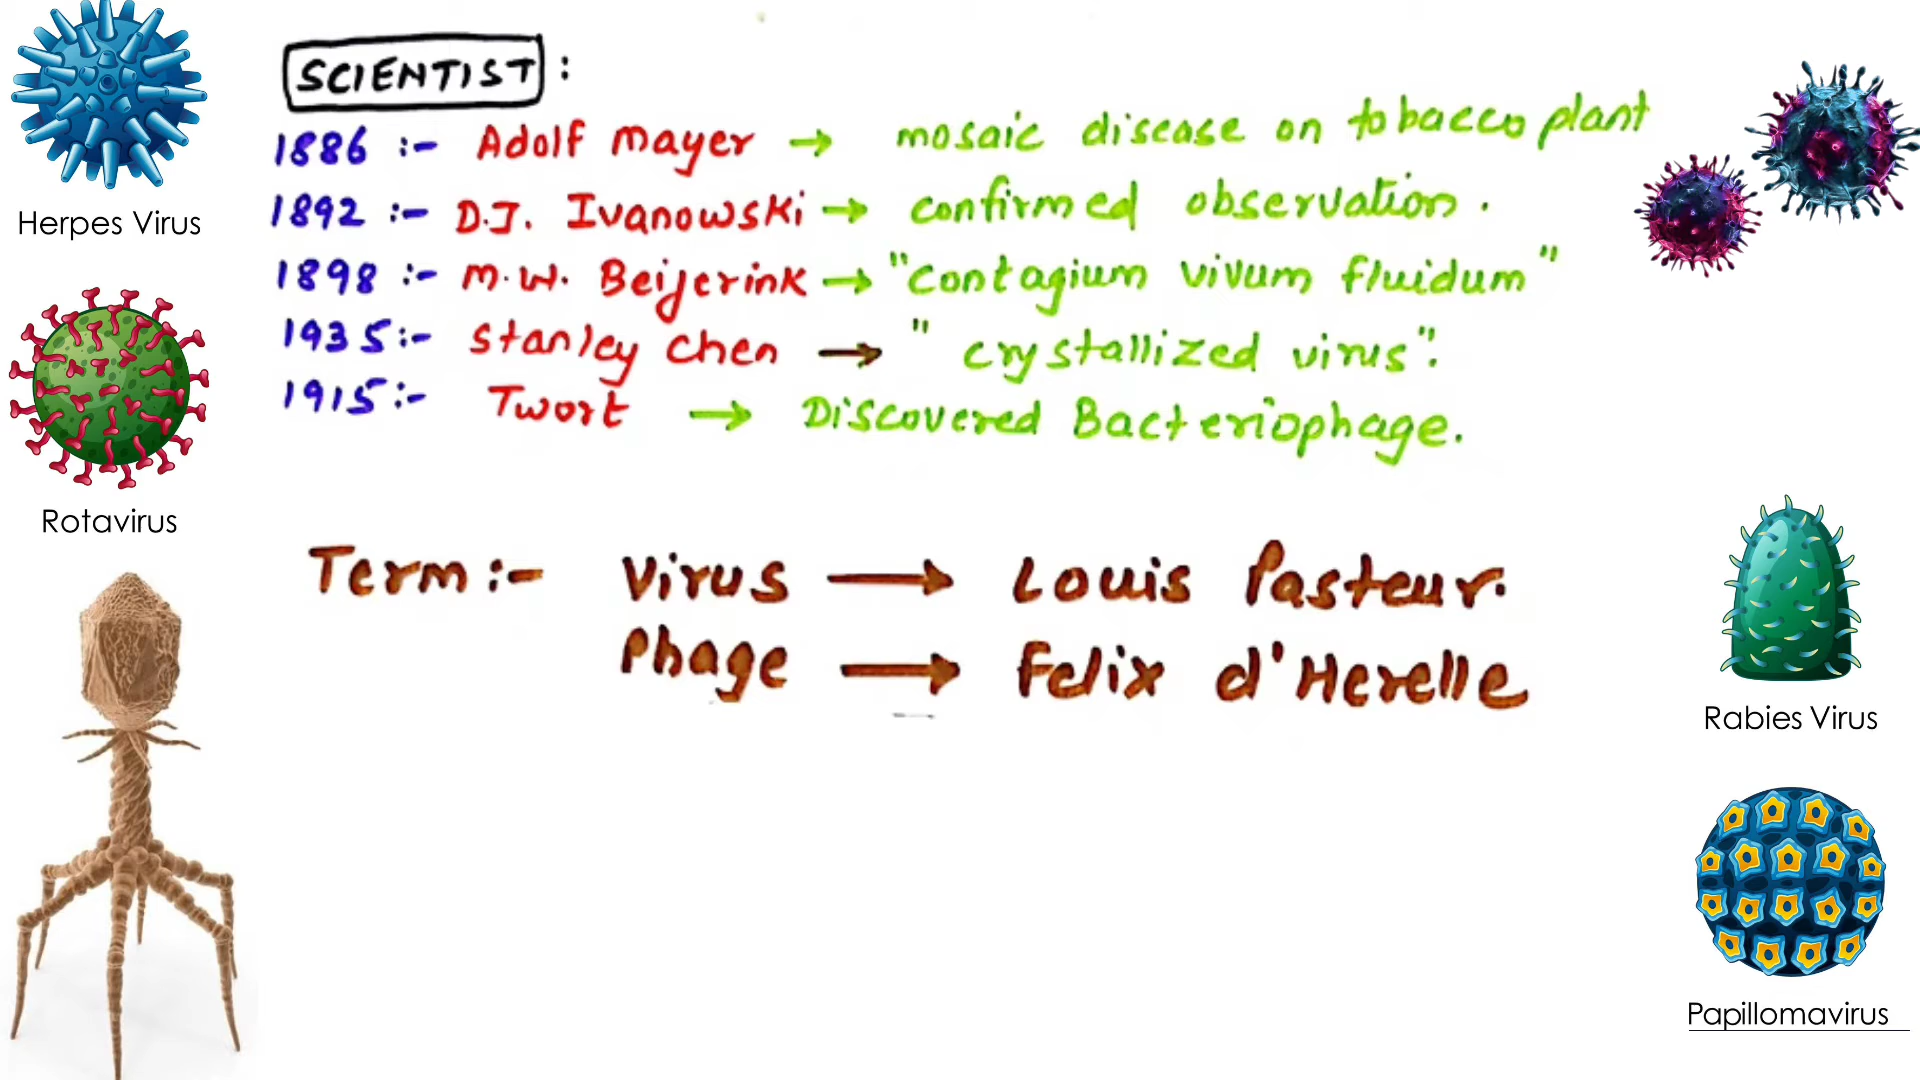 SCIENTIST :
1886 :- Adolf mayer → mosaic disease on tobacco plant
1892 :- D.J. Ivanowski → confirmed observation.
1898 :- M.W. Beijerink → "contagium vivum fluidum"
1935 :- Stanley Chen → "crystallized virus".
1915 :- Twort → Discovered Bacteriophage.
Term :- Virus → Louis Pasteur.
Phage → Felix d'Herelle
Herpes Virus
Rotavirus
Rabies Virus
Papillomavirus